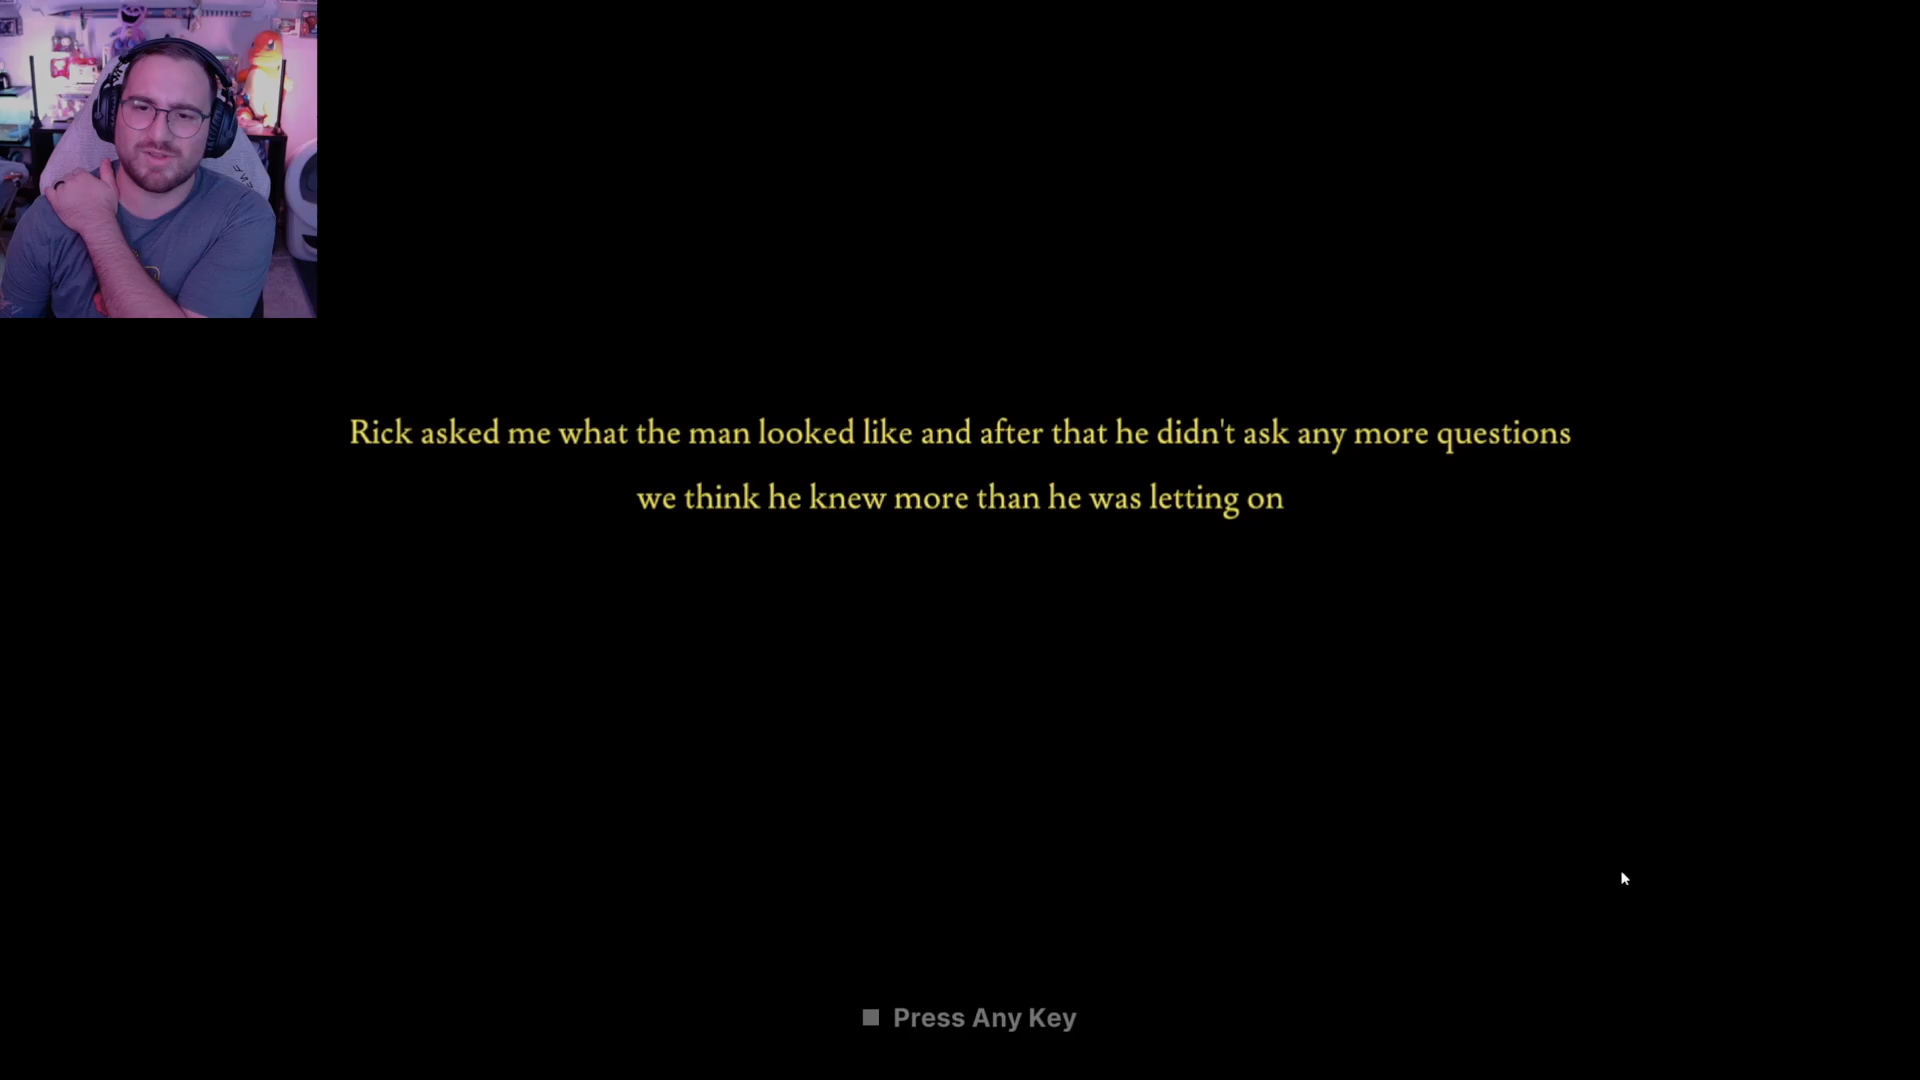 Rick asked me what the man looked like and after that he didn't ask any more questions
we think he knew more than he was letting on
Press Any Key